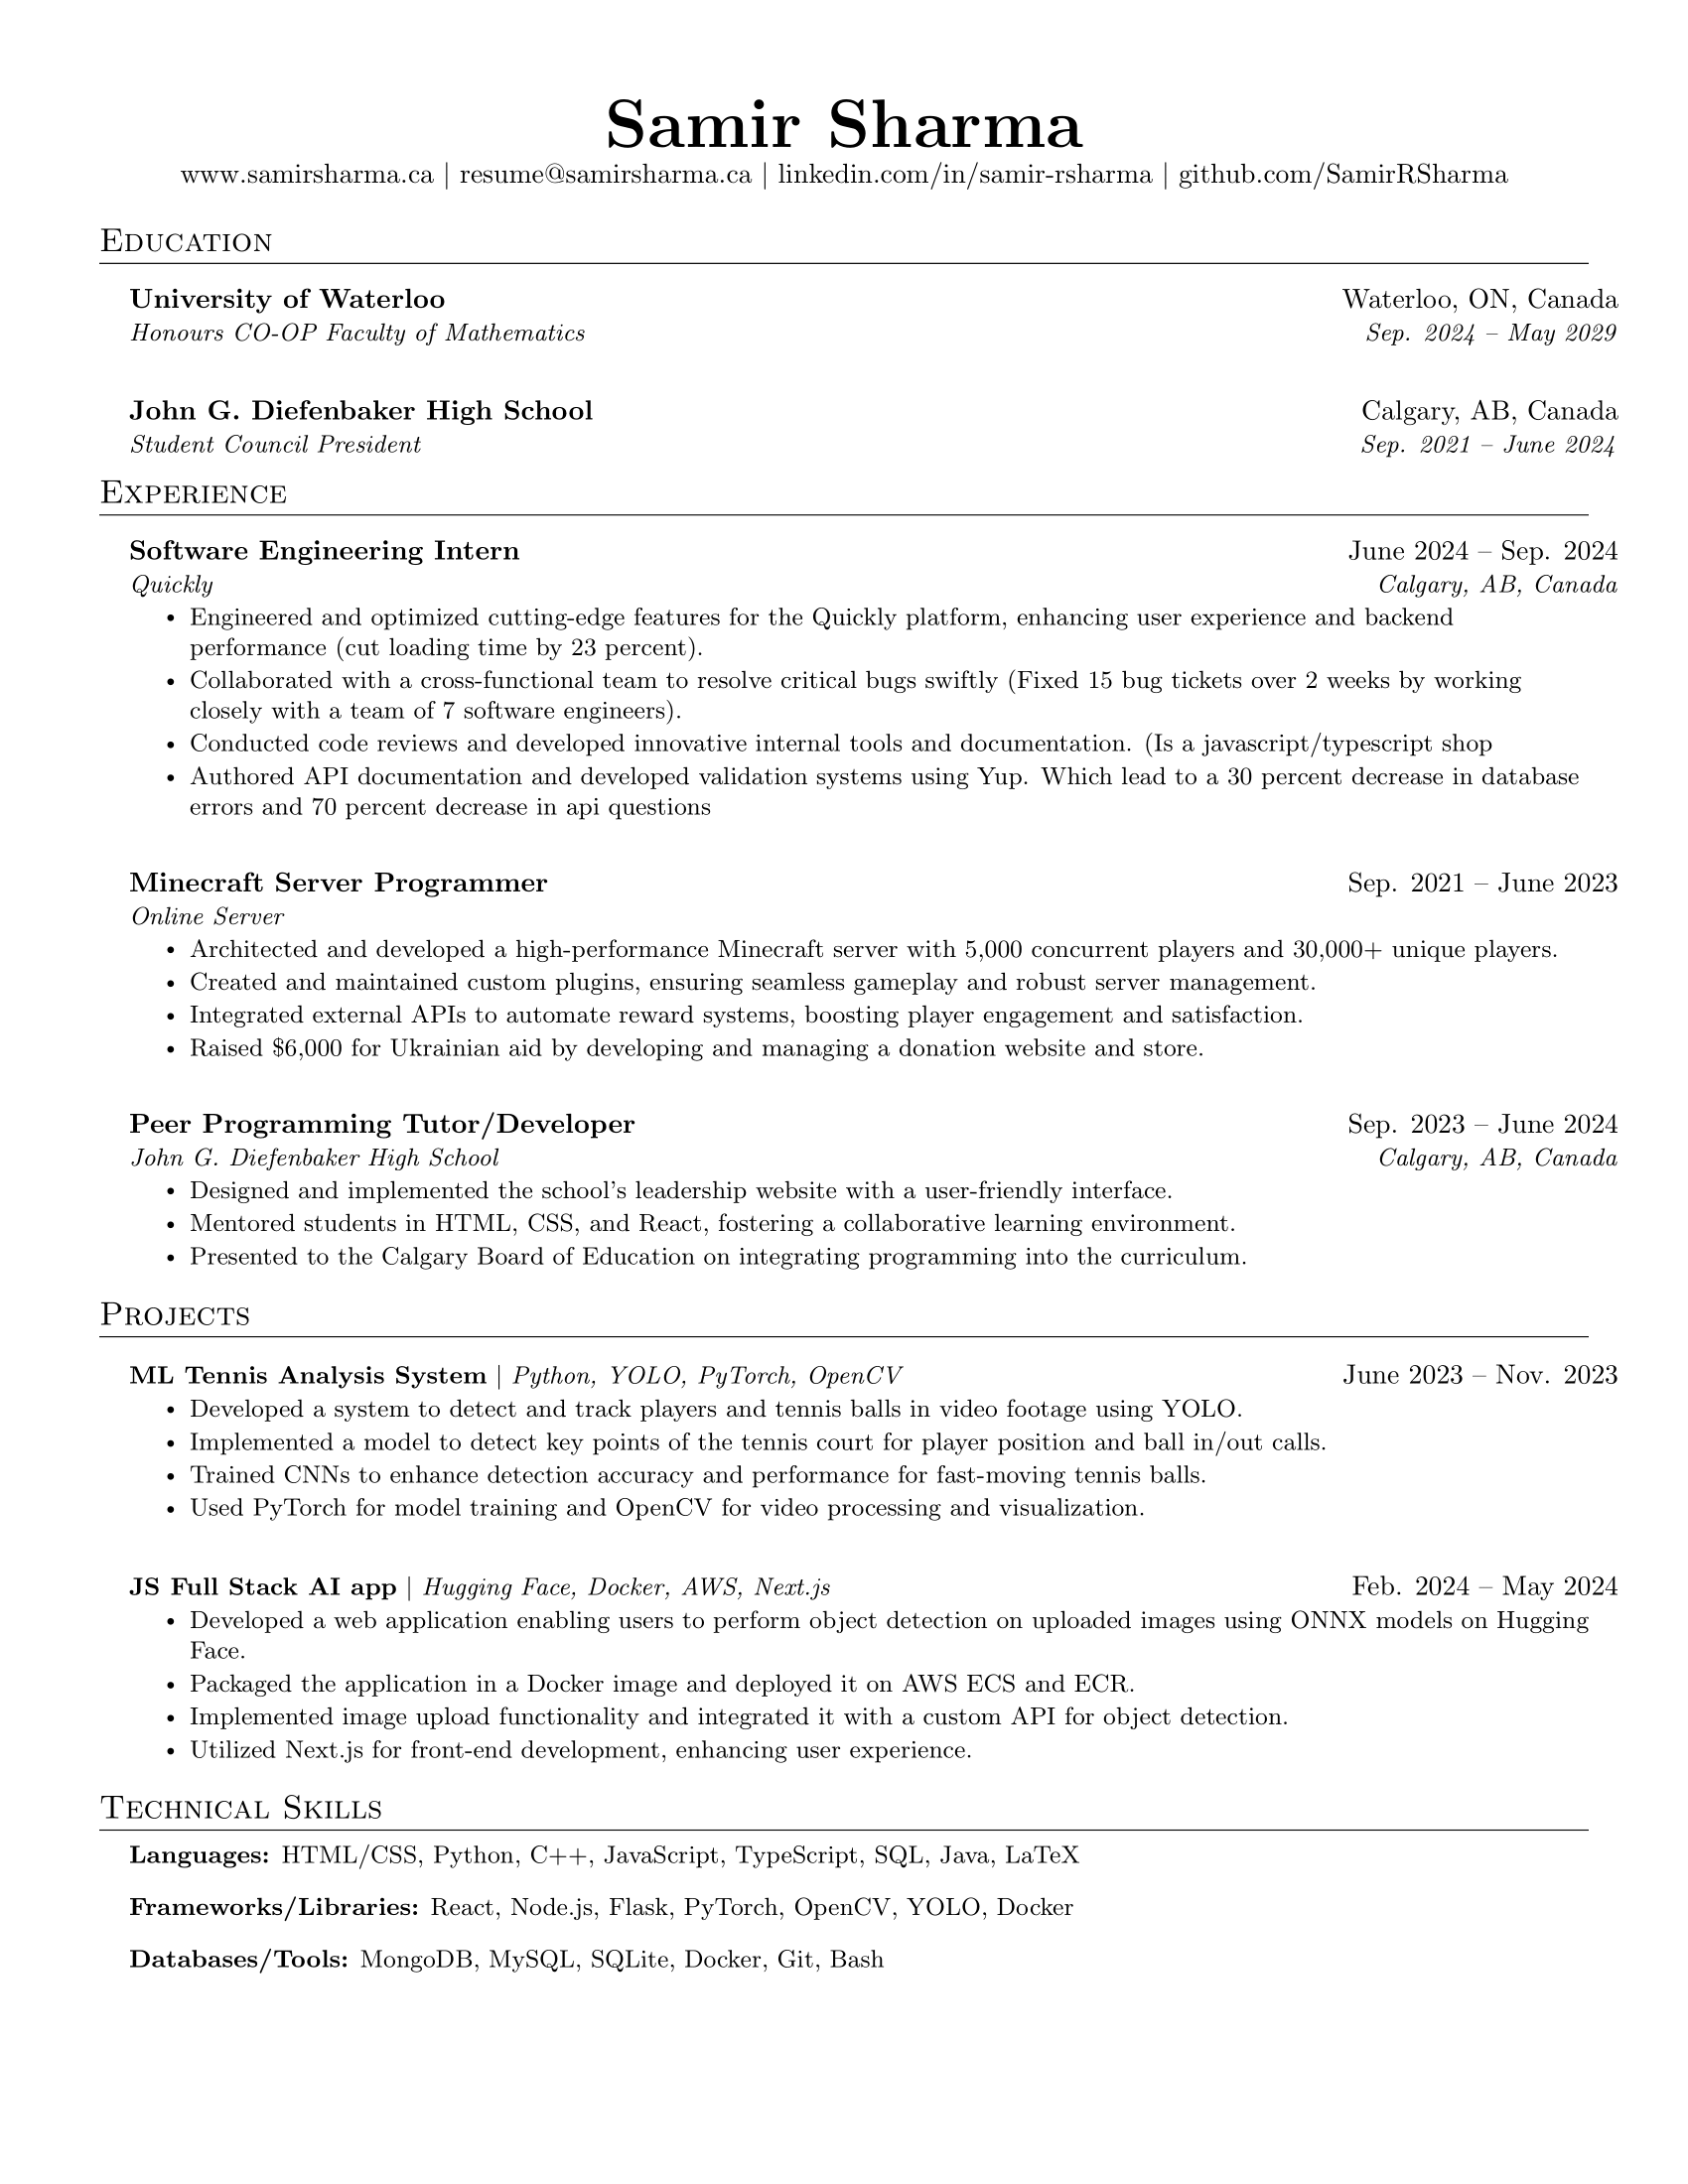 Samir Sharma
www.samirsharma.ca | resume@samirsharma.ca | linkedin.com/in/samir-rsharma | github.com/SamirRSharma
Education
University of Waterloo Waterloo, ON, Canada
Honours CO-OP Faculty of Mathematics Sep. 2024 – May 2029
John G. Diefenbaker High School Calgary, AB, Canada
Student Council President Sep. 2021 – June 2024
Experience
Software Engineering Intern June 2024 – Sep. 2024
Quickly Calgary, AB, Canada
• Engineered and optimized cutting-edge features for the Quickly platform, enhancing user experience and backend
performance (cut loading time by 23 percent).
• Collaborated with a cross-functional team to resolve critical bugs swiftly (Fixed 15 bug tickets over 2 weeks by working
closely with a team of 7 software engineers).
• Conducted code reviews and developed innovative internal tools and documentation. (Is a javascript/typescript shop
• Authored API documentation and developed validation systems using Yup. Which lead to a 30 percent decrease in database
errors and 70 percent decrease in api questions
Minecraft Server Programmer Sep. 2021 – June 2023
Online Server
• Architected and developed a high-performance Minecraft server with 5,000 concurrent players and 30,000+ unique players.
• Created and maintained custom plugins, ensuring seamless gameplay and robust server management.
• Integrated external APIs to automate reward systems, boosting player engagement and satisfaction.
• Raised $6,000 for Ukrainian aid by developing and managing a donation website and store.
Peer Programming Tutor/Developer Sep. 2023 – June 2024
John G. Diefenbaker High School Calgary, AB, Canada
• Designed and implemented the school's leadership website with a user-friendly interface.
• Mentored students in HTML, CSS, and React, fostering a collaborative learning environment.
• Presented to the Calgary Board of Education on integrating programming into the curriculum.
Projects
ML Tennis Analysis System | Python, YOLO, PyTorch, OpenCV June 2023 – Nov. 2023
• Developed a system to detect and track players and tennis balls in video footage using YOLO.
• Implemented a model to detect key points of the tennis court for player position and ball in/out calls.
• Trained CNNs to enhance detection accuracy and performance for fast-moving tennis balls.
• Used PyTorch for model training and OpenCV for video processing and visualization.
JS Full Stack AI app | Hugging Face, Docker, AWS, Next.js Feb. 2024 – May 2024
• Developed a web application enabling users to perform object detection on uploaded images using ONNX models on Hugging
Face.
• Packaged the application in a Docker image and deployed it on AWS ECS and ECR.
• Implemented image upload functionality and integrated it with a custom API for object detection.
• Utilized Next.js for front-end development, enhancing user experience.
Technical Skills
Languages: HTML/CSS, Python, C++, JavaScript, TypeScript, SQL, Java, LaTeX
Frameworks/Libraries: React, Node.js, Flask, PyTorch, OpenCV, YOLO, Docker
Databases/Tools: MongoDB, MySQL, SQLite, Docker, Git, Bash